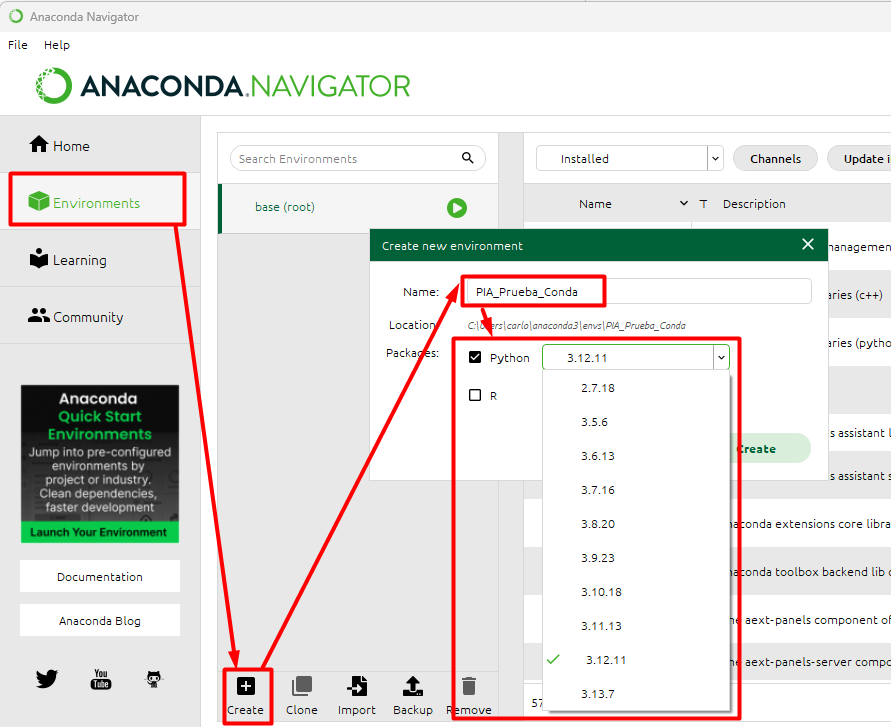 Anaconda Navigator
File Help
ANACONDA.NAVIGATOR
Home
Environments
Learning
Community
Anaconda
Quick Start
Environments
Jump into pre-configured
environments by
project or industry.
Clean dependencies,
faster development
Launch Your Environment
Documentation
Anaconda Blog
You
Tube
Search Environments
base (root)
Create
Clone
Import
Backup
Remove
Installed
Channels
Update i
Name T Description
Create new environment
Name: PIA_Prueba_Conda
Location: C:\Users\carlo\anaconda3\envs\PIA_Prueba_Conda
Packages: Python 3.12.11
R
2.7.18
3.5.6
3.6.13
3.7.16
3.8.20
3.9.23
3.10.18
3.11.13
3.12.11
3.13.7
Create
aries (c++)
aries (pytho
s assistant
s assistant s
naconda extensions core libra
naconda toolbox backend lib
he aext-panels component of
he aext-panels-server compo
57